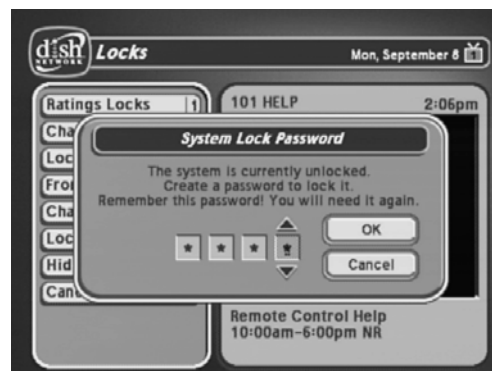 dish
NETWORK
Locks
Mon, September 8
Ratings Locks 1
101 HELP
2:06pm
Cha
Loc
Fro
Cha
Loc
Hid
Canc
System Lock Password
The system is currently unlocked.
Create a password to lock it.
Remember this password! You will need it again.
* * * *
OK
Cancel
Remote Control Help
10:00am-6:00pm NR